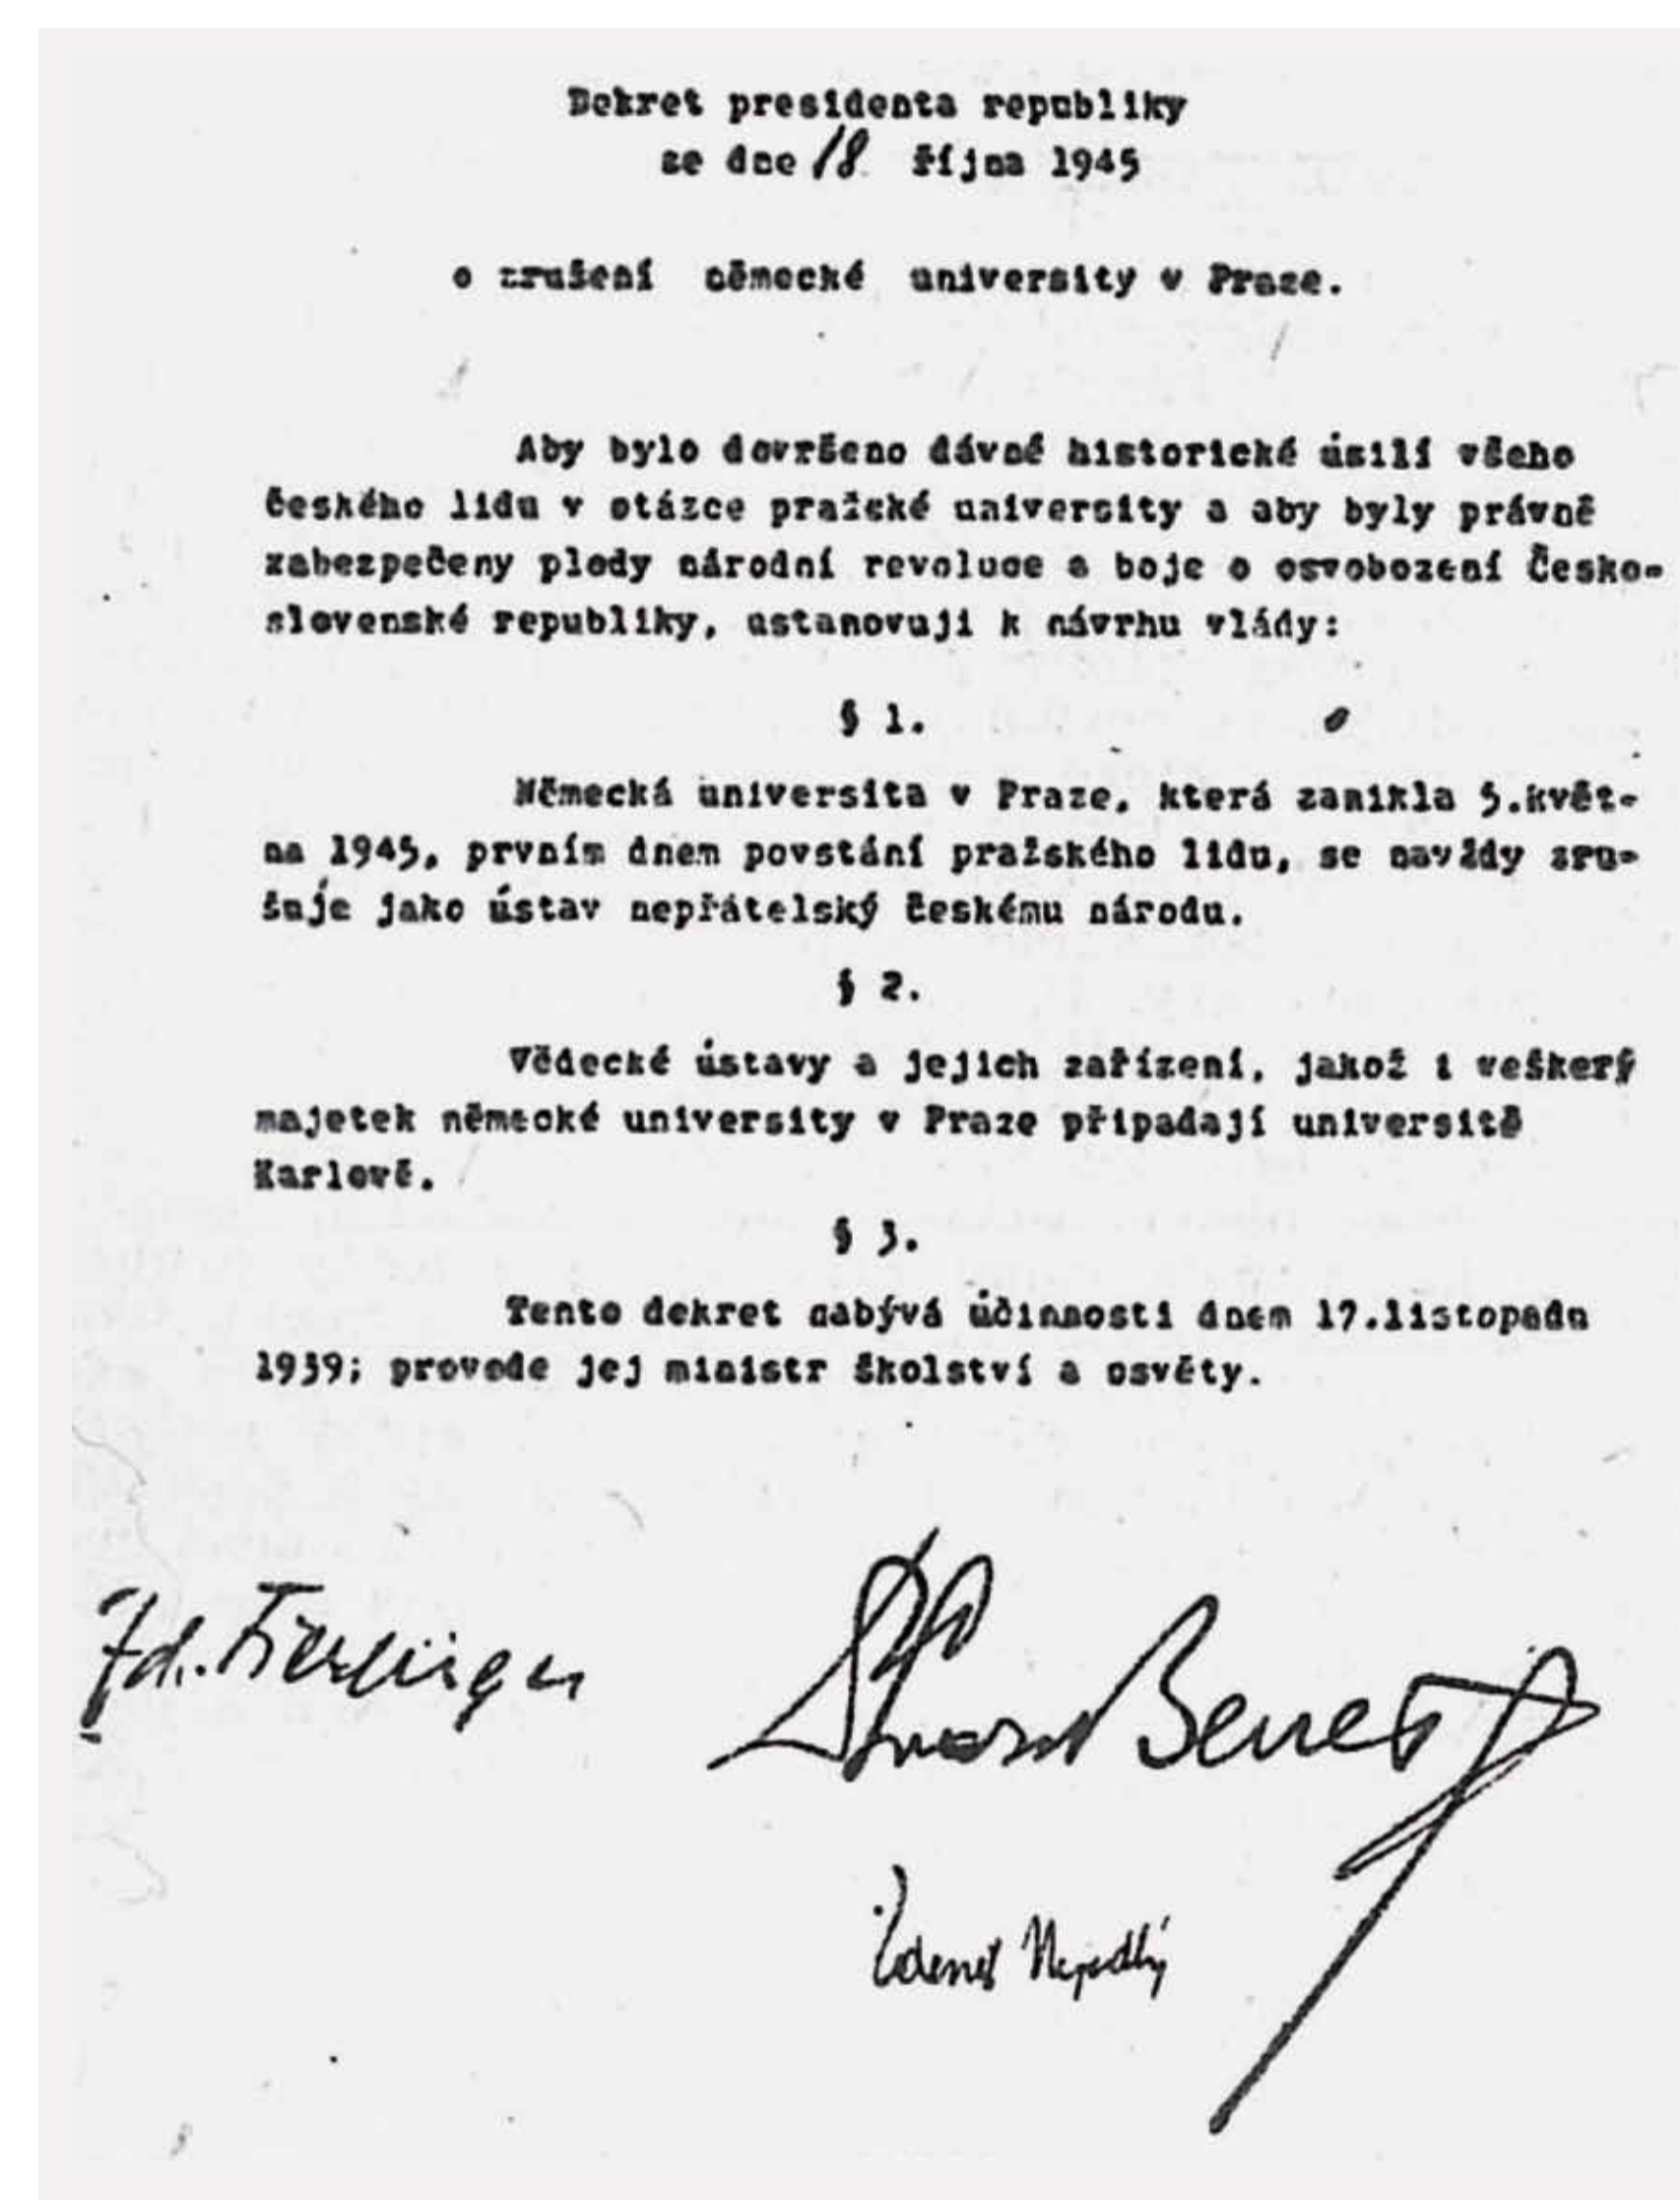 Dekret presidenta republiky
ze dne 18 října 1945
o zrušení německé university v Praze.
Aby bylo dovršeno dávné historické úsilí všeho
českého lidu v otázce pražské university a aby byly právně
zabezpečeny plody národní revoluce a boje o osvobození Česko-
slovenské republiky, ustanovuji k návrhu vlády:
§ 1.
Německá universita v Praze, která zanikla 5.květ-
na 1945, prvním dnem povstání pražského lidu, se navždy zru-
šuje jako ústav nepřátelský českému národu.
§ 2.
Vědecké ústavy a jejich zařízení, jakož i veškerý
majetek německé university v Praze připadají universitě
Karlově.
§ 3.
Tento dekret nabývá účinnosti dnem 17.listopadu
1939; provede jej ministr školství a osvěty.
Zd. Fierlinger
Edvard Beneš
Zdeněk Nejedlý